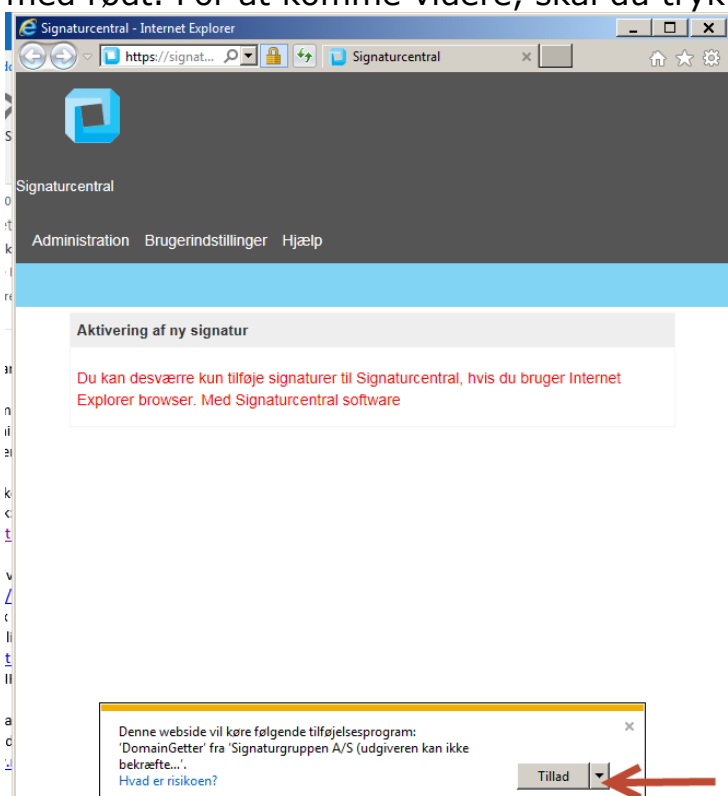 med rødt. For at komme videre, skal du tryk
Signaturcentral - Internet Explorer
https://signat...
Signaturcentral
Signaturcentral
Administration Brugerindstillinger Hjælp
Aktivering af ny signatur
Du kan desværre kun tilføje signaturer til Signaturcentral, hvis du bruger Internet
Explorer browser. Med Signaturcentral software
Denne webside vil køre følgende tilføjelsesprogram:
'DomainGetter' fra 'Signaturgruppen A/S (udgiveren kan ikke
bekræfte...'.
Hvad er risikoen?
Tillad